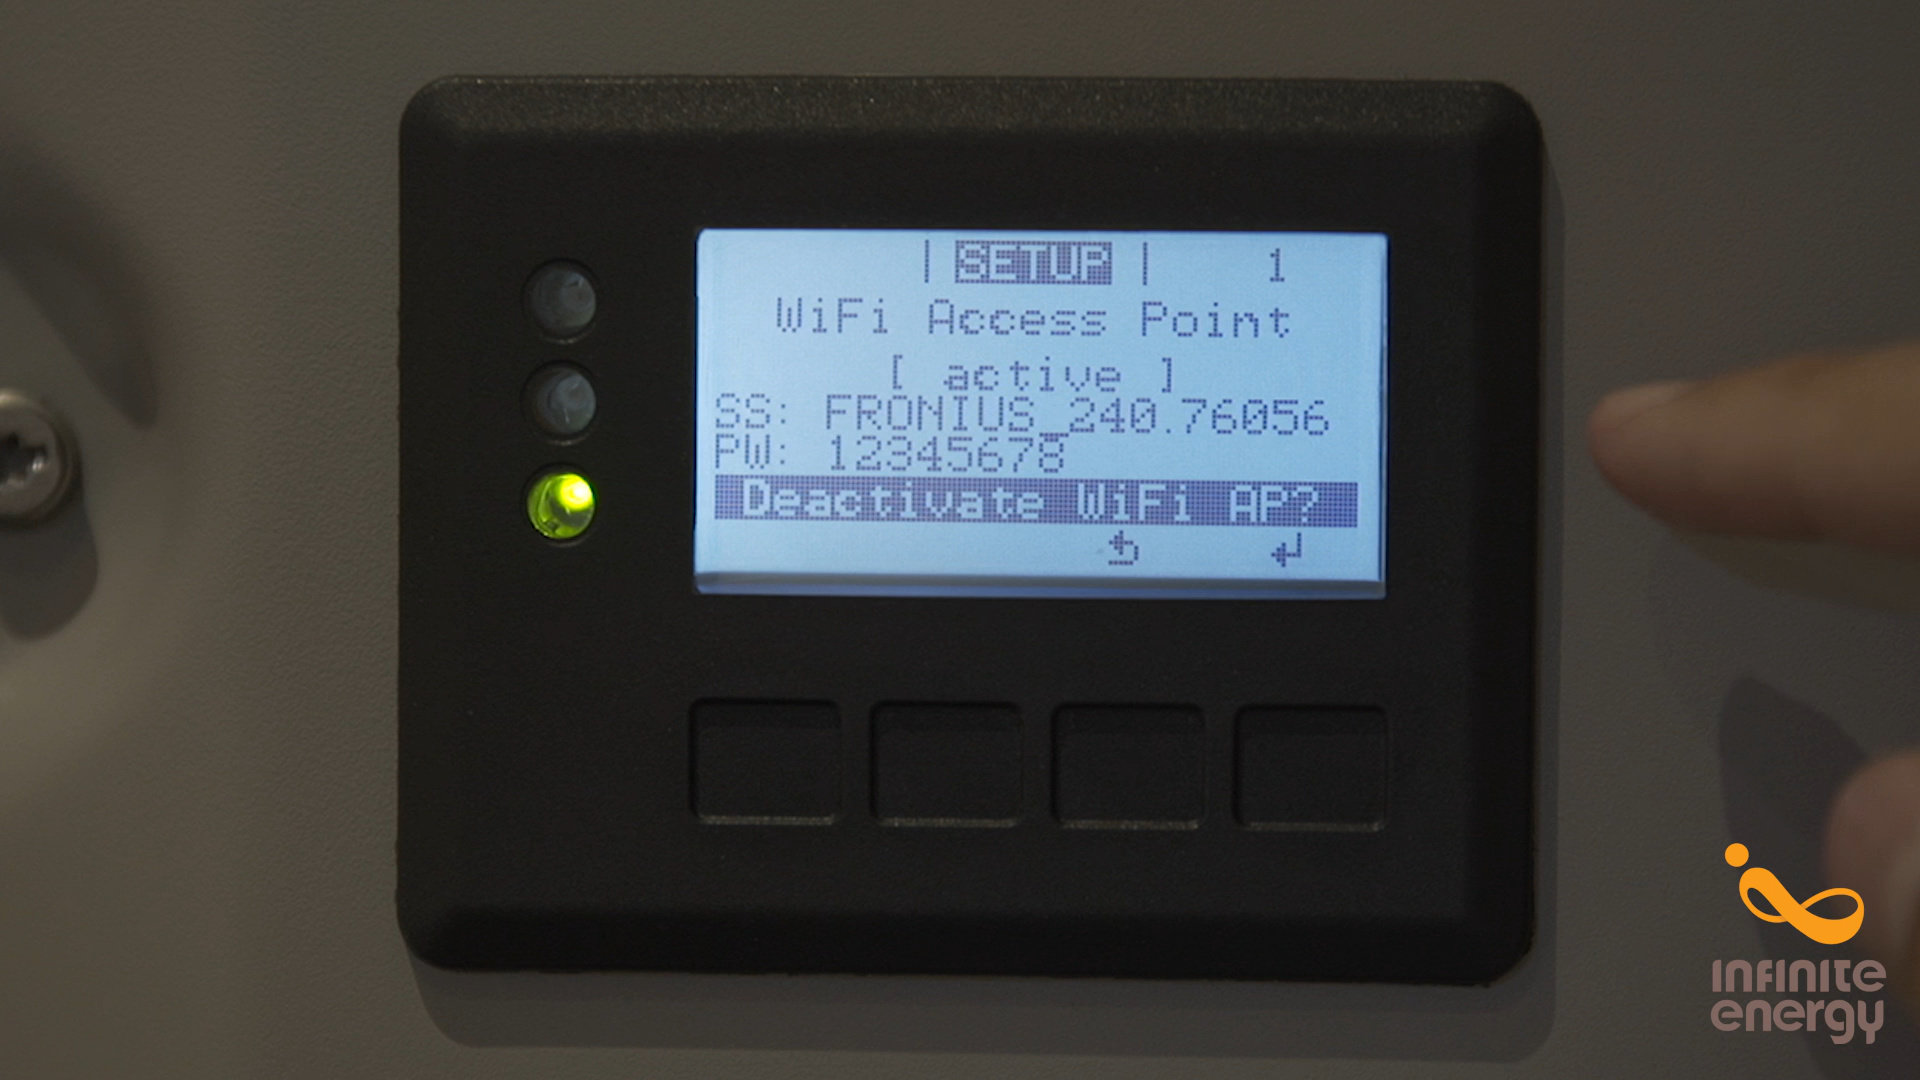 | SETUP | 1
WiFi Access Point
[ active ]
SS: FRONIUS_240.76056
PW: 12345678
Deactivate WiFi AP?
infinite
energy